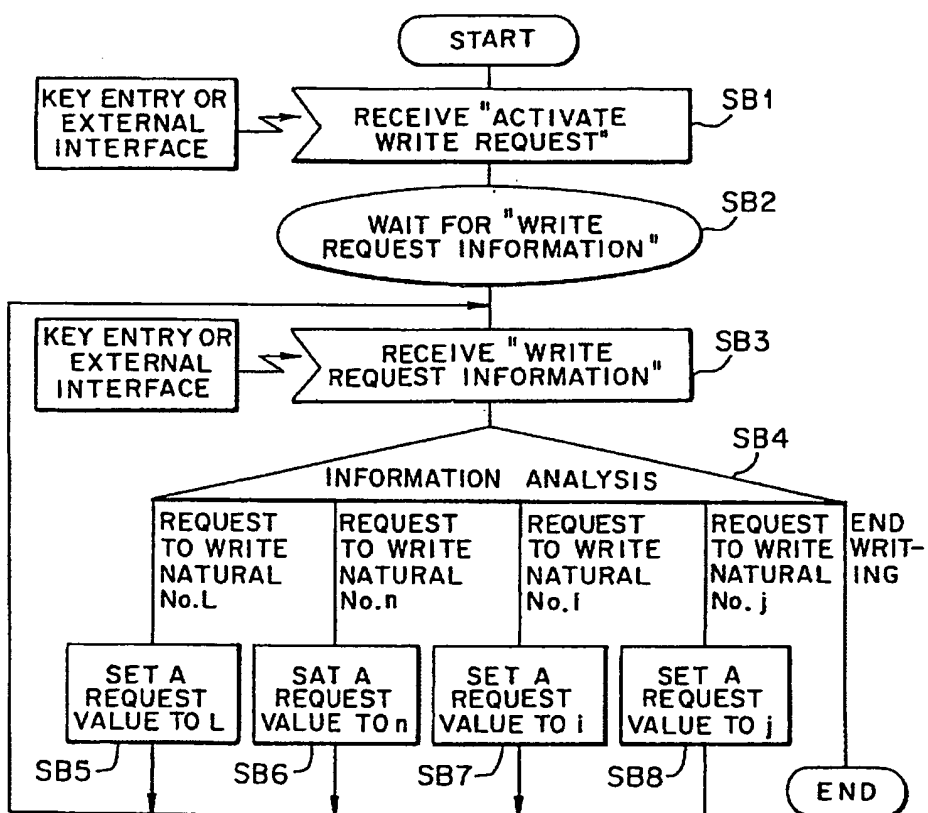 START
KEY ENTRY OR
EXTERNAL
INTERFACE
RECEIVE "ACTIVATE
WRITE REQUEST"
SB1
WAIT FOR "WRITE
REQUEST INFORMATION"
SB2
KEY ENTRY OR
EXTERNAL
INTERFACE
RECEIVE "WRITE
REQUEST INFORMATION"
SB3
SB4
INFORMATION ANALYSIS
REQUEST
TO WRITE
NATURAL
No.L
REQUEST
TO WRITE
NATURAL
No.n
REQUEST
TO WRITE
NATURAL
No.i
REQUEST
TO WRITE
NATURAL
No.j
END
WRIT-
ING
SET A
REQUEST
VALUE TO L
SAT A
REQUEST
VALUE TO n
SET A
REQUEST
VALUE TO i
SET A
REQUEST
VALUE TO j
SB5
SB6
SB7
SB8
END